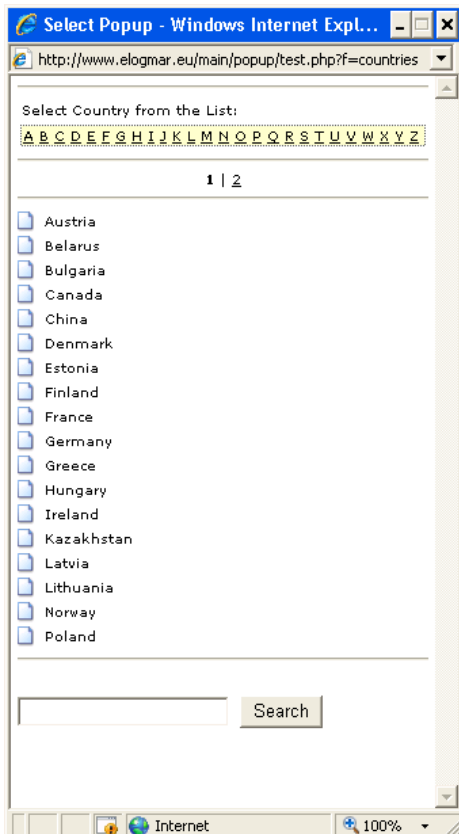 Select Popup - Windows Internet Expl...
http://www.elogmar.eu/main/popup/test.php?f=countries
Select Country from the List:
A B C D E F G H I J K L M N O P Q R S T U V W X Y Z
1 | 2
Austria
Belarus
Bulgaria
Canada
China
Denmark
Estonia
Finland
France
Germany
Greece
Hungary
Ireland
Kazakhstan
Latvia
Lithuania
Norway
Poland
Search
Internet 100%